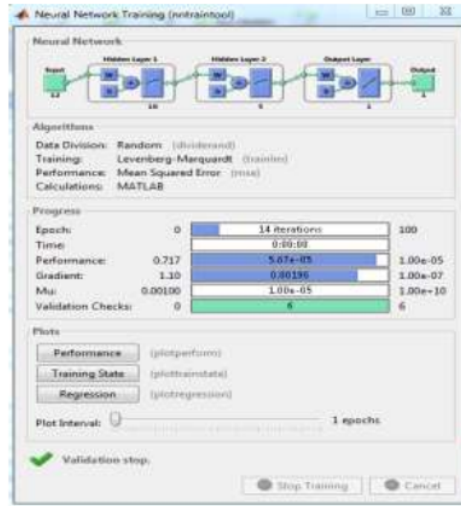 Neural Network Training (nntraintool)
Neural Network
Hidden Layer 1 Hidden Layer 2 Output Layer
Input Output
W W W
b b b
12 10 5 1 1
Algorithms
Data Division: Random (dividerand)
Training: Levenberg-Marquardt (trainlm)
Performance: Mean Squared Error (mse)
Calculations: MATLAB
Progress
Epoch: 0 14 iterations 100
Time: 0:00:00
Performance: 0.717 5.67e-05 1.00e-05
Gradient: 1.10 0.00196 1.00e-07
Mu: 0.00100 1.00e-05 1.00e+10
Validation Checks: 0 6 6
Plots
Performance (plotperform)
Training State (plottrainstate)
Regression (plotregression)
Plot Interval: 1 epochs
Validation stop.
Stop Training Cancel